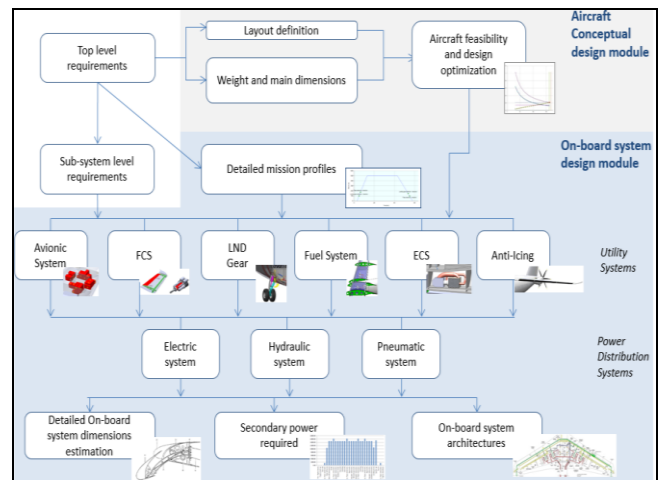 Aircraft
Conceptual
design module
Top level
requirements
Layout definition
Weight and main dimensions
Aircraft feasibility
and design
optimization
On-board system
design module
Sub-system level
requirements
Detailed mission profiles
Avionic
System
FCS
LND
Gear
Fuel System
ECS
Anti-Icing
Utility
Systems
Electric
system
Hydraulic
system
Pneumatic
system
Power
Distribution
Systems
Detailed On-board
system dimensions
estimation
Secondary power
required
On-board system
architectures